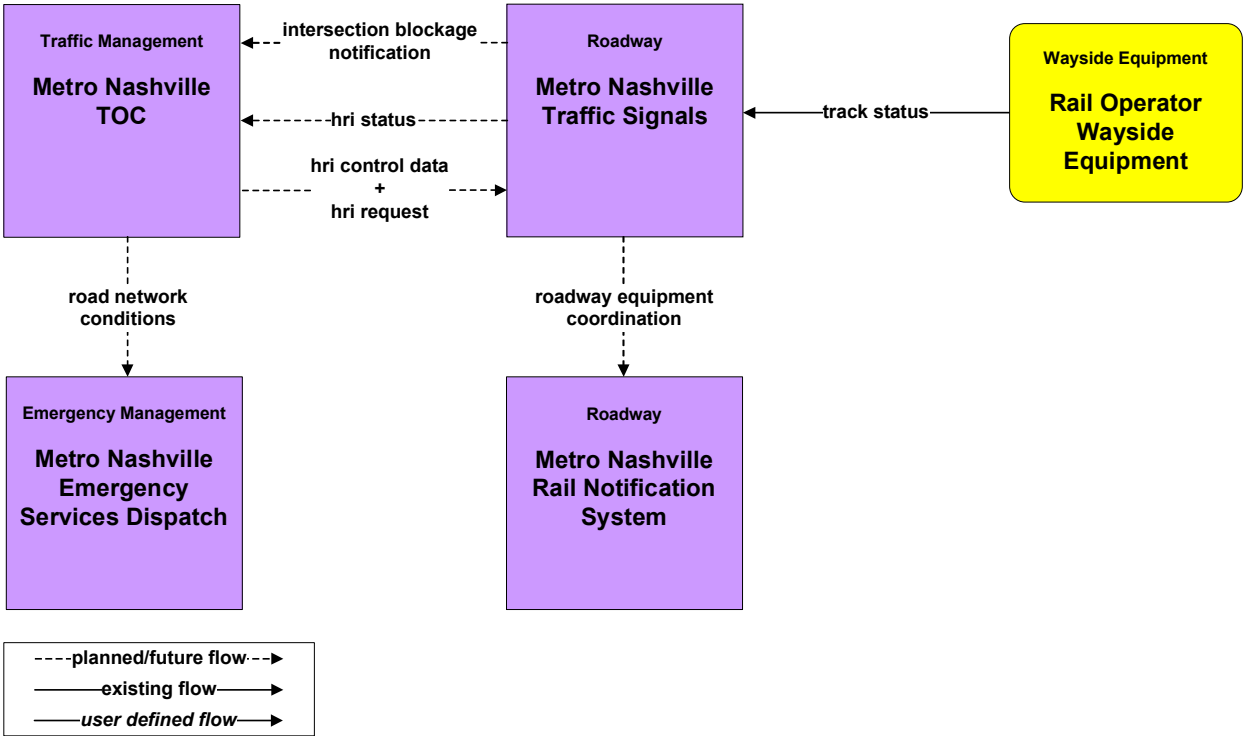 Traffic Management
Metro Nashville
TOC
intersection blockage
notification
hri status
hri control data
+
hri request
Roadway
Metro Nashville
Traffic Signals
track status
Wayside Equipment
Rail Operator
Wayside
Equipment
road network
conditions
roadway equipment
coordination
Emergency Management
Metro Nashville
Emergency
Services Dispatch
Roadway
Metro Nashville
Rail Notification
System
planned/future flow
existing flow
user defined flow